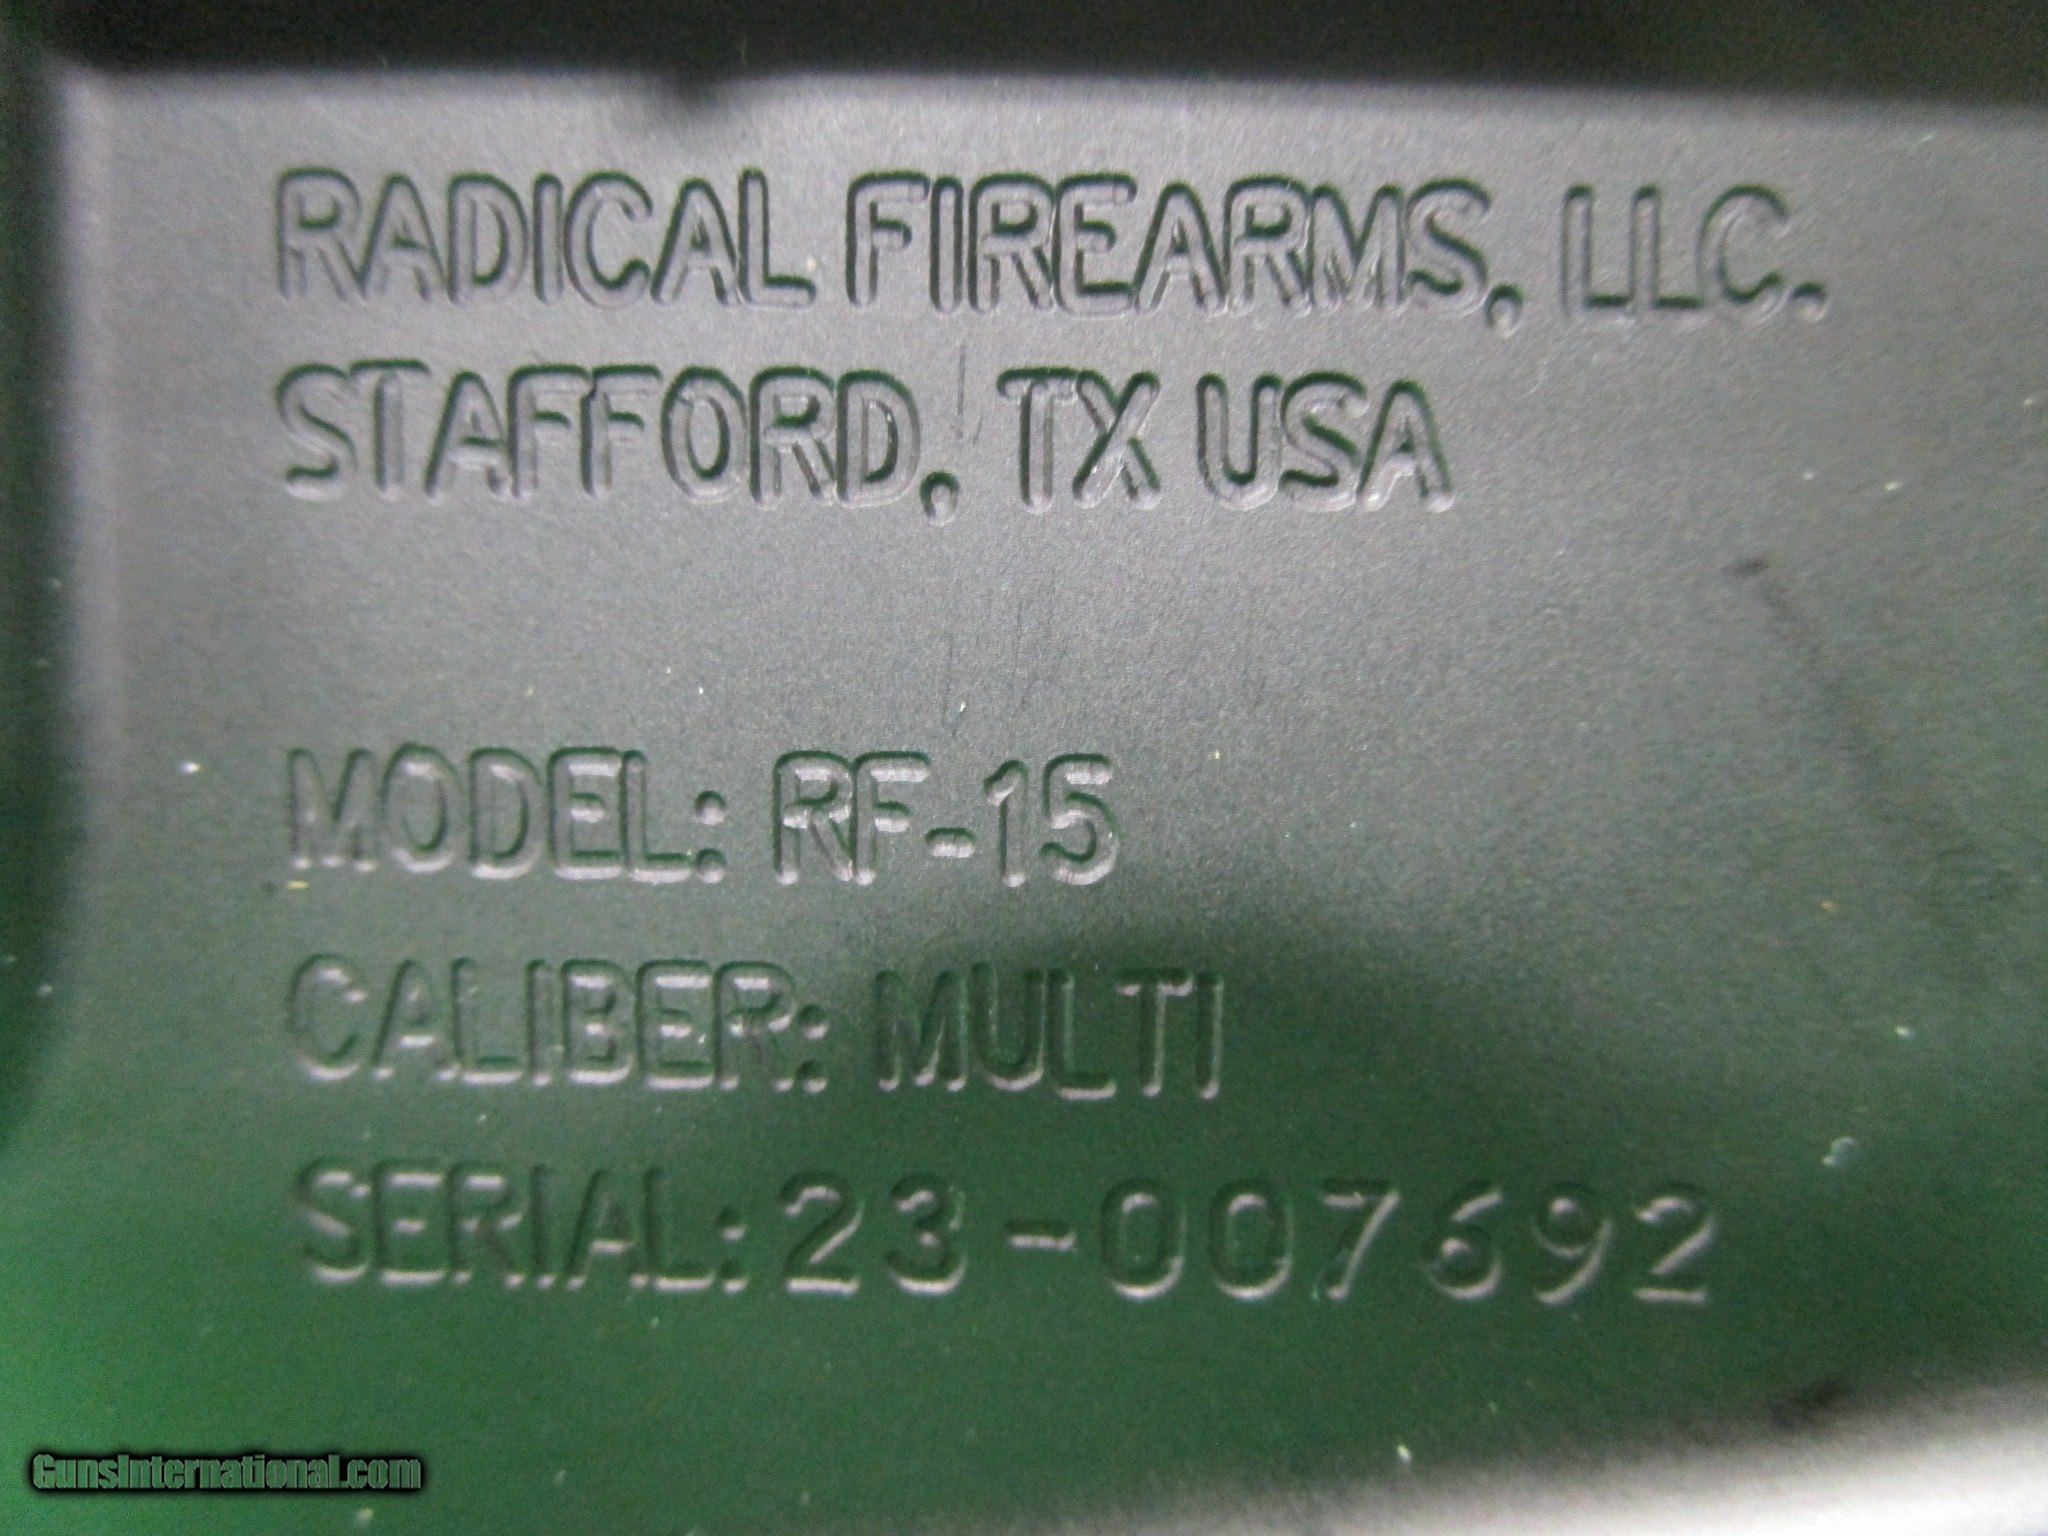 RADICAL FIREARMS, LLC.
STAFFORD, TX USA
MODEL: RF-15
CALIBER: MULTI
SERIAL: 23-007692
GunsInternational.com